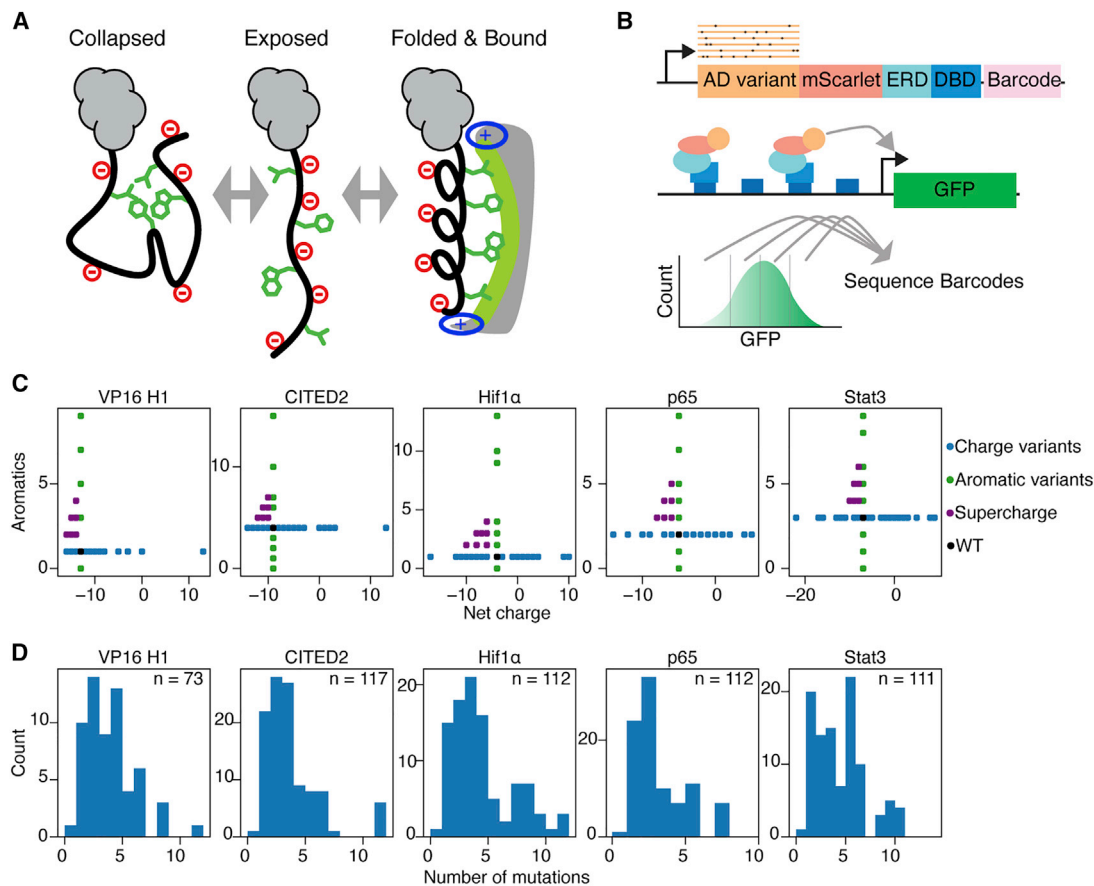 A
Collapsed
Exposed
Folded & Bound
+
+
B
AD variant mScarlet ERD DBD Barcode
GFP
Count
GFP
Sequence Barcodes
C
VP16 H1 CITED2 Hif1α p65 Stat3
Aromatics
5
0
10
0
10
5
0
5
0
5
0
−10 0 10
−10 0 10
−10 0 10
−10 0
−20 0
Net charge
Charge variants
Aromatic variants
Supercharge
WT
D
VP16 H1 CITED2 Hif1α p65 Stat3
n = 73 n = 117 n = 112 n = 112 n = 111
Count
10
5
0
20
10
0
20
10
0
20
0
20
10
0
0 5 10
0 5 10
0 5 10
0 5 10
0 5 10
Number of mutations